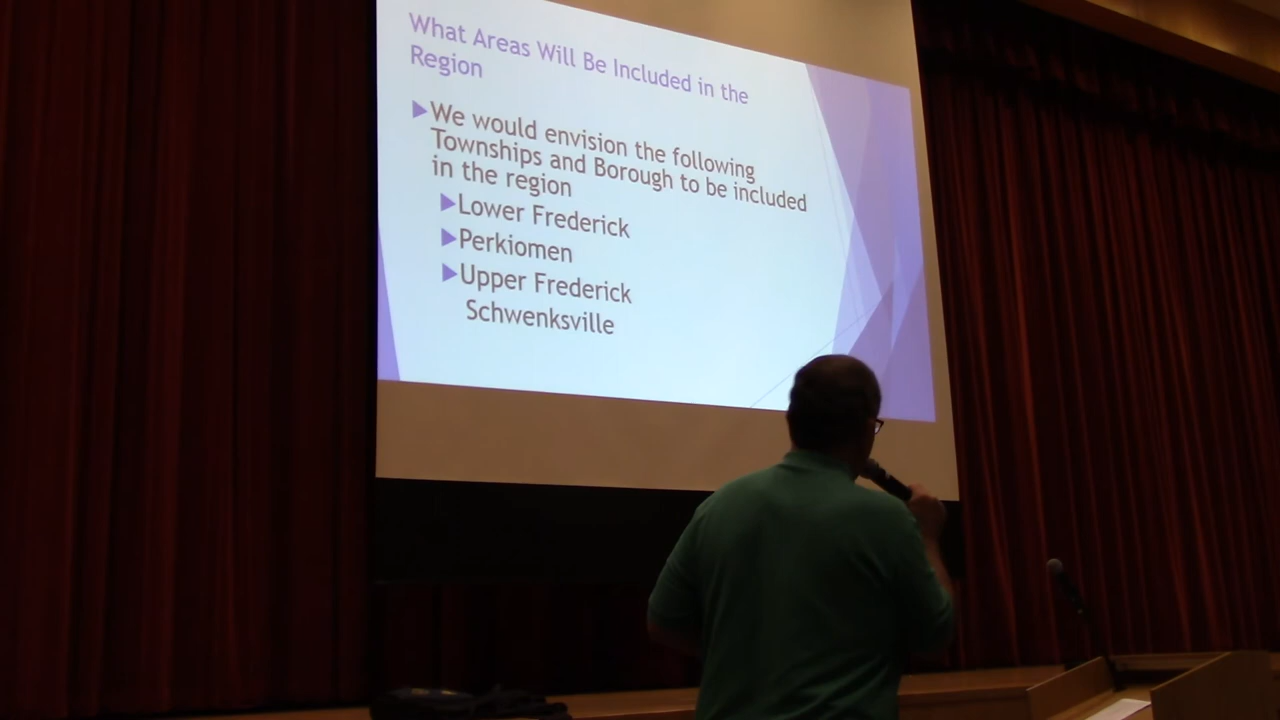 What Areas Will Be Included in the
Region
We would envision the following
Townships and Borough to be included
in the region
Lower Frederick
Perkiomen
Upper Frederick
Schwenksville